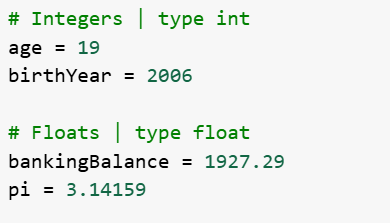 # Integers | type int
age = 19
birthYear = 2006
# Floats | type float
bankingBalance = 1927.29
pi = 3.14159